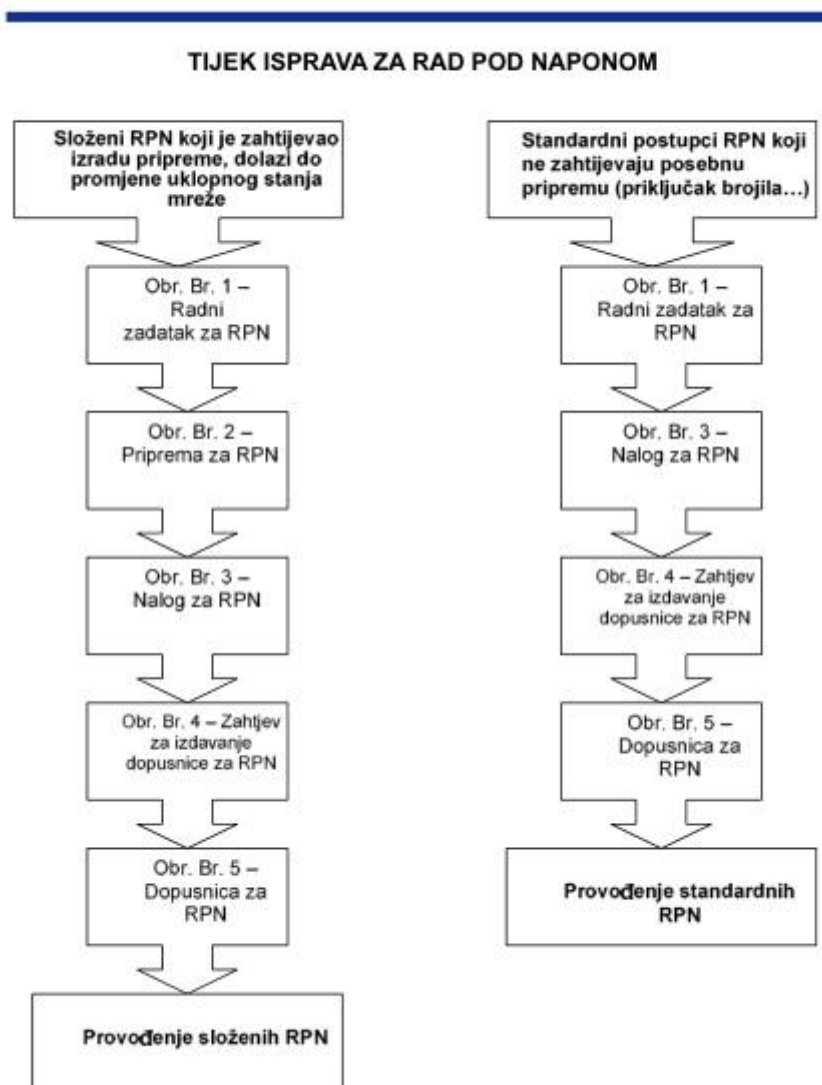 TIJEK ISPRAVA ZA RAD POD NAPONOM
Složeni RPN koji je zahtijevao
izradu pripreme, dolazi do
promjene uklopnog stanja
mreže
Obr. Br. 1 –
Radni
zadatak za RPN
Obr. Br. 2 –
Priprema za RPN
Obr. Br. 3 –
Nalog za RPN
Obr. Br. 4 – Zahtjev
za izdavanje
dopusnice za RPN
Obr. Br. 5 –
Dopusnica za
RPN
Provođenje složenih RPN
Standardni postupci RPN koji
ne zahtijevaju posebnu
pripremu (priključak brojila...)
Obr. Br. 1 –
Radni zadatak za
RPN
Obr. Br. 3 –
Nalog za RPN
Obr. Br. 4 – Zahtjev
za izdavanje
dopusnice za RPN
Obr. Br. 5 –
Dopusnica za
RPN
Provođenje standardnih
RPN